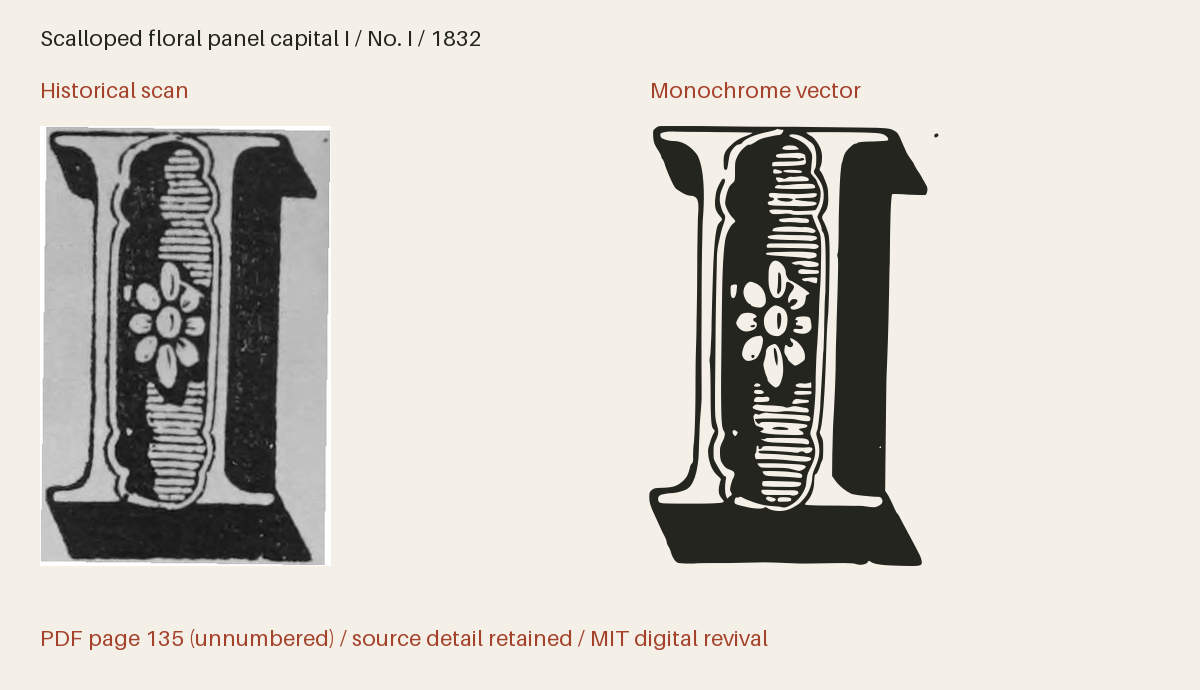 Scalloped floral panel capital I / No. I / 1832
Historical scan
Monochrome vector
I
I
PDF page 135 (unnumbered) / source detail retained / MIT digital revival